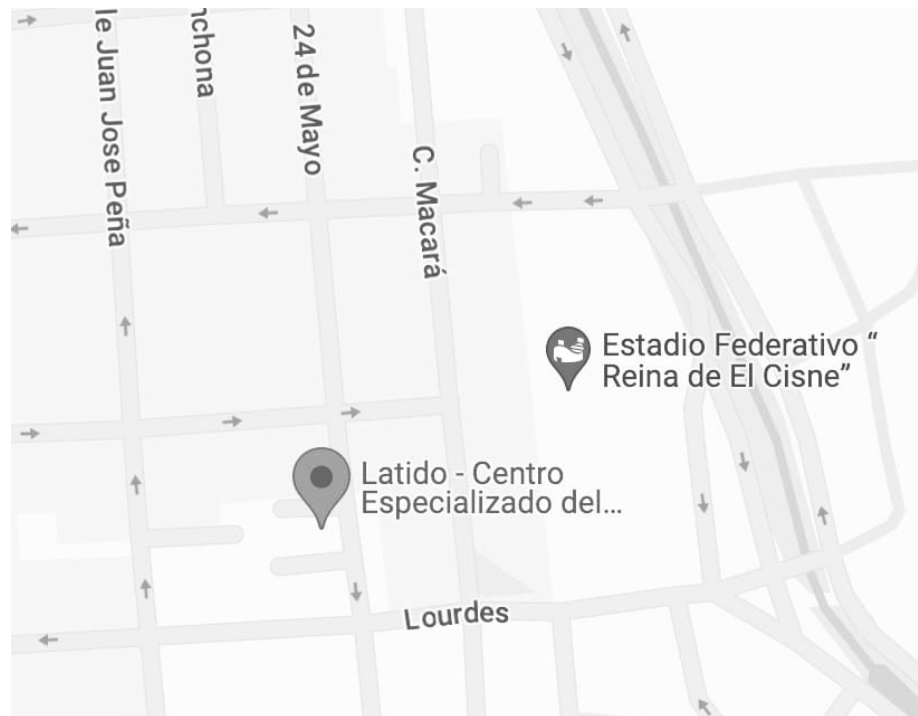 le Juan Jose Peña
nchona
24 de Mayo
C. Macará
Estadio Federativo “
Reina de El Cisne”
Latido - Centro
Especializado del...
Lourdes